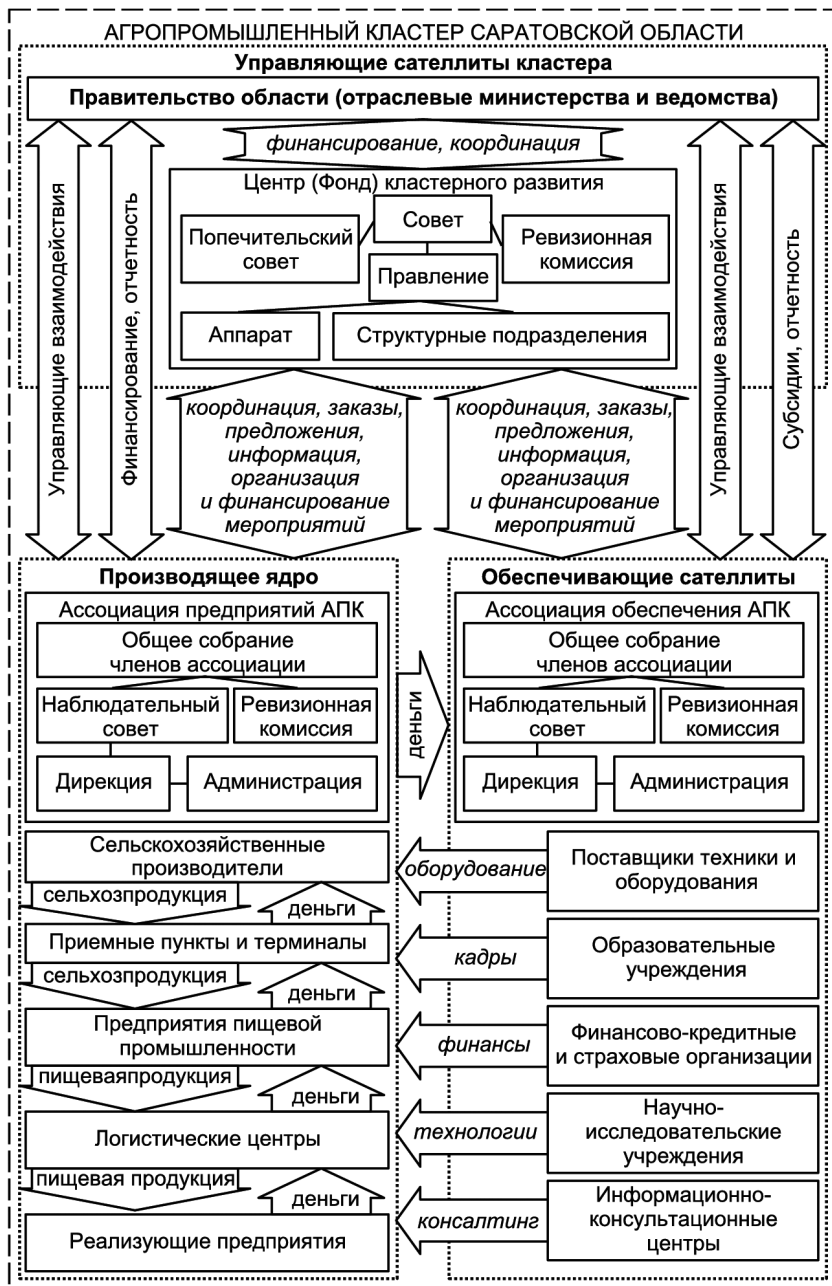 АГРОПРОМЫШЛЕННЫЙ КЛАСТЕР САРАТОВСКОЙ ОБЛАСТИ
Управляющие сателлиты кластера
Правительство области (отраслевые министерства и ведомства)
финансирование, координация
Центр (Фонд) кластерного развития
Совет
Попечительский
совет
Ревизионная
комиссия
Правление
Аппарат
Структурные подразделения
Управляющие взаимодействия
Финансирование, отчетность
координация, заказы,
предложения,
информация,
организация
и финансирование
мероприятий
координация, заказы,
предложения,
информация,
организация
и финансирование
мероприятий
Управляющие взаимодействия
Субсидии, отчетность
Производящее ядро
Ассоциация предприятий АПК
Общее собрание
членов ассоциации
Наблюдательный
совет
Ревизионная
комиссия
Дирекция
Администрация
деньги
Обеспечивающие сателлиты
Ассоциация обеспечения АПК
Общее собрание
членов ассоциации
Наблюдательный
совет
Ревизионная
комиссия
Дирекция
Администрация
Сельскохозяйственные
производители
оборудование
Поставщики техники и
оборудования
сельхозпродукция
деньги
Приемные пункты и терминалы
кадры
Образовательные
учреждения
сельхозпродукция
деньги
Предприятия пищевой
промышленности
финансы
Финансово-кредитные
и страховые организации
пищеваяпродукция
деньги
Логистические центры
технологии
Научно-
исследовательские
учреждения
пищевая продукция
деньги
Реализующие предприятия
консалтинг
Информационно-
консультационные
центры